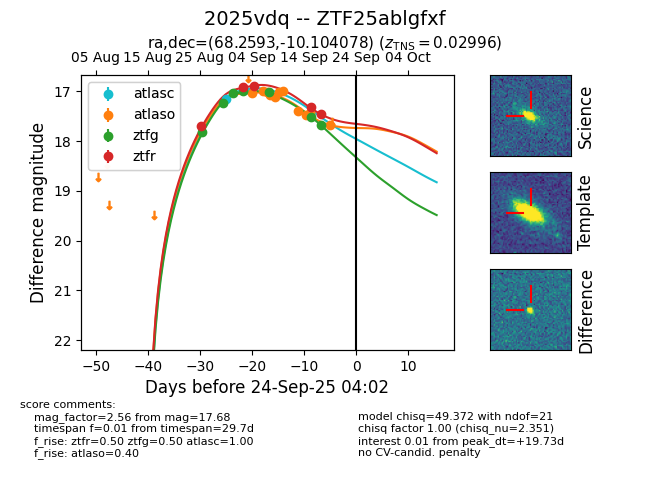 2025vdq -- ZTF25ablgfxf
ra,dec=(68.2593,-10.104078) (z_TNS = 0.02996)
05 Aug 15 Aug 25 Aug 04 Sep 14 Sep 24 Sep 04 Oct
atlasc
atlaso
ztfg
ztfr
17
18
19
20
21
22
Difference magnitude
−50 −40 −30 −20 −10 0 10
Days before 24-Sep-25 04:02
Science
Template
Difference
score comments:
mag_factor=2.56 from mag=17.68
timespan f=0.01 from timespan=29.7d
f_rise: ztfr=0.50 ztfg=0.50 atlasc=1.00
f_rise: atlaso=0.40
model chisq=49.372 with ndof=21
chisq factor 1.00 (chisq_nu=2.351)
interest 0.01 from peak_dt=+19.73d
no CV-candid. penalty